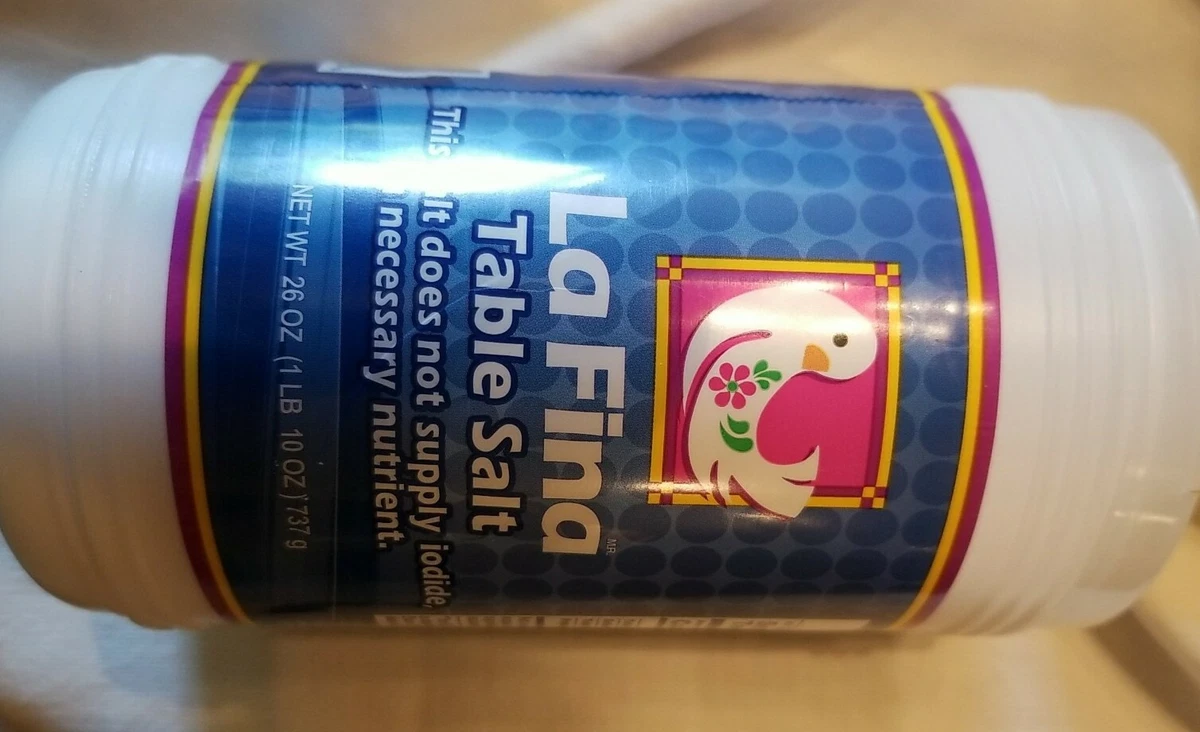 La Fina
MR.
Table Salt
This does not supply iodide,
necessary nutrient.
NET WT 26 OZ (1 LB 10 OZ) 737 g